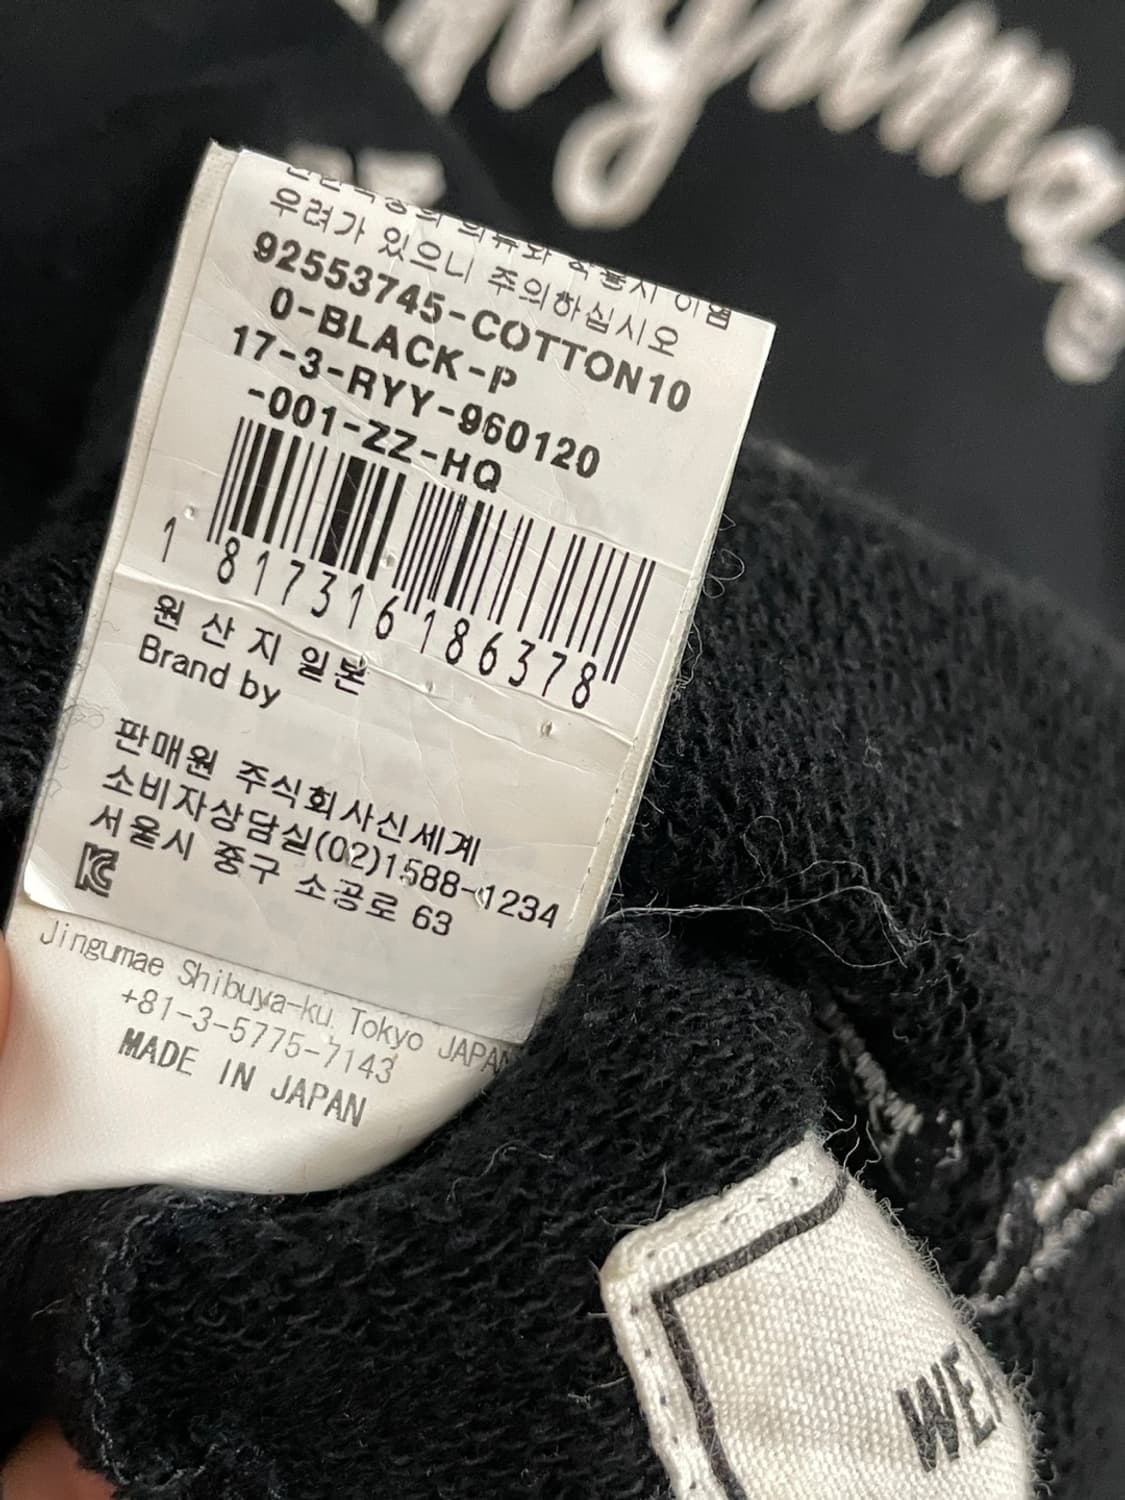 우려가 있으니 주의하십시오
92553745-COTTON10
0-BLACK-P
17-3-RYY-960120
-001-ZZ-HQ
1 817316 186378
원 산 지 일본
Brand by
판매원 주식회사신세계
소비자상담실(02)1588-1234
서울시 중구 소공로 63
Jingumae Shibuya-ku, Tokyo JAPAN
+81-3-5775-7143
MADE IN JAPAN